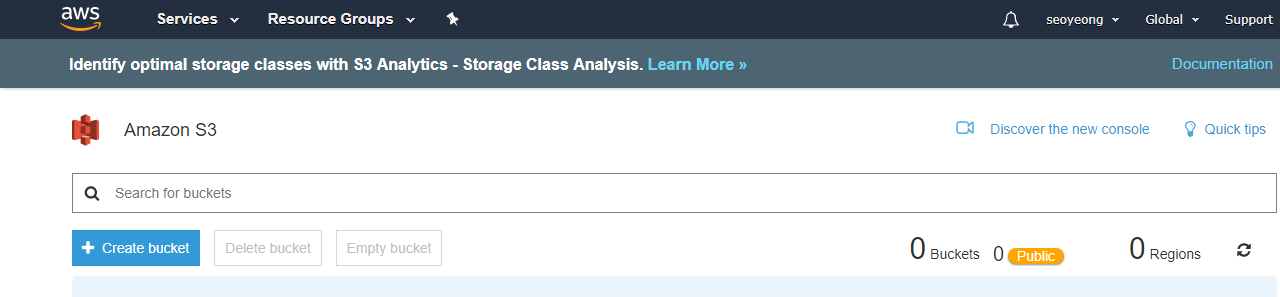 aws Services Resource Groups seoyeong Global Support
Identify optimal storage classes with S3 Analytics - Storage Class Analysis. Learn More » Documentation
Amazon S3 Discover the new console Quick tips
Search for buckets
+ Create bucket Delete bucket Empty bucket 0 Buckets 0 Public 0 Regions